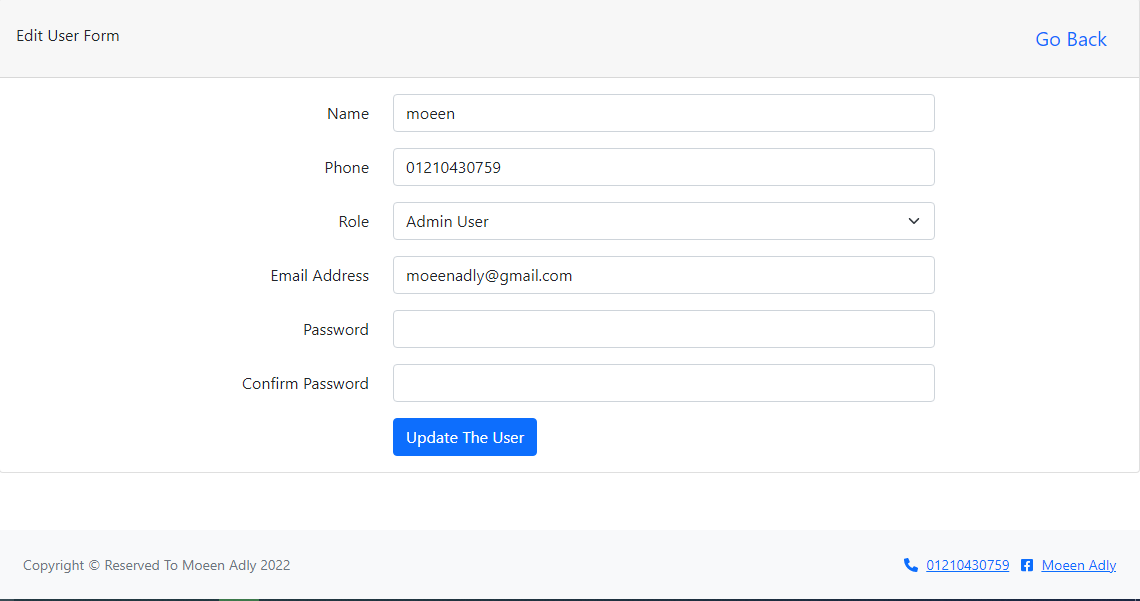 Edit User Form
Go Back
Name
moeen
Phone
01210430759
Role
Admin User
Email Address
moeenadly@gmail.com
Password
Confirm Password
Update The User
Copyright © Reserved To Moeen Adly 2022
01210430759 Moeen Adly